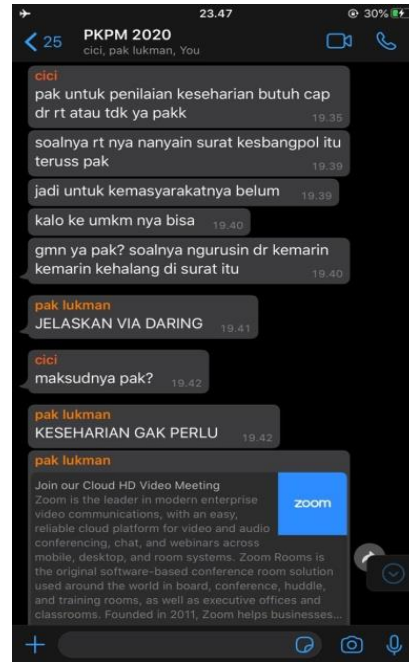 23.47
30%
25
PKPM 2020
cici, pak lukman, You
cici
pak untuk penilaian keseharian butuh cap
dr rt atau tdk ya pakk
19.35
soalnya rt nya nanyain surat kesbangpol itu
teruss pak
19.39
jadi untuk kemasyarakatnya belum
19.39
kalo ke umkm nya bisa
19.40
gmn ya pak? soalnya ngurusin dr kemarin
kemarin kehalang di surat itu
19.40
pak lukman
JELASKAN VIA DARING
19.41
cici
maksudnya pak?
19.42
pak lukman
KESEHARIAN GAK PERLU
19.42
pak lukman
Join our Cloud HD Video Meeting
Zoom is the leader in modern enterprise
video communications, with an easy,
reliable cloud platform for video and audio
conferencing, chat, and webinars across
mobile, desktop, and room systems. Zoom Rooms is
the original software-based conference room solution
used around the world in board, conference, huddle,
and training rooms, as well as executive offices and
classrooms. Founded in 2011, Zoom helps businesses...
zoom